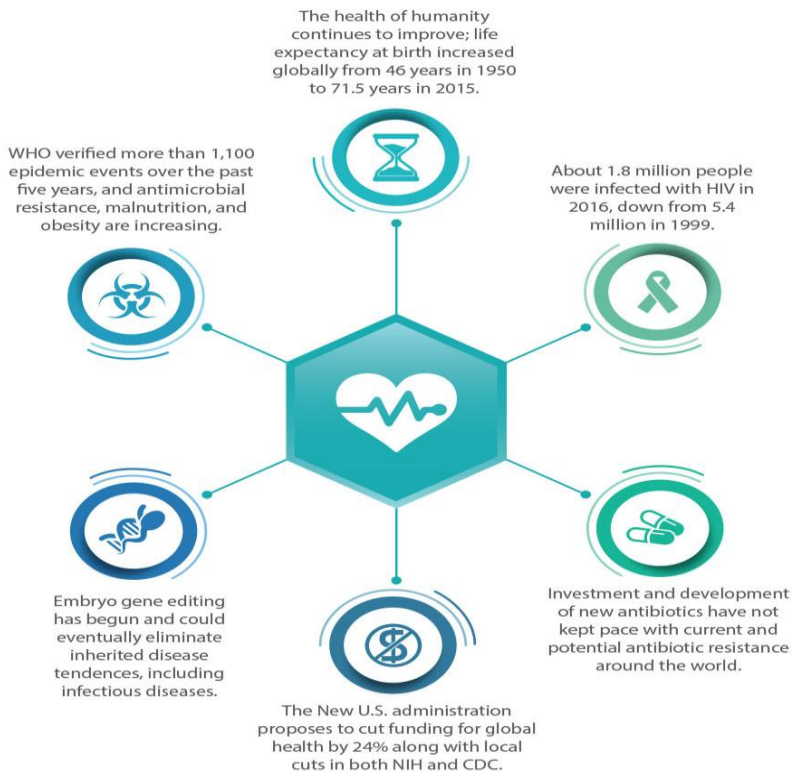 The health of humanity
continues to improve; life
expectancy at birth increased
globally from 46 years in 1950
to 71.5 years in 2015.
WHO verified more than 1,100
epidemic events over the past
five years, and antimicrobial
resistance, malnutrition, and
obesity are increasing.
About 1.8 million people
were infected with HIV in
2016, down from 5.4
million in 1999.
Embryo gene editing
has begun and could
eventually eliminate
inherited disease
tendences, including
infectious diseases.
Investment and development
of new antibiotics have not
kept pace with current and
potential antibiotic resistance
around the world.
The New U.S. administration
proposes to cut funding for global
health by 24% along with local
cuts in both NIH and CDC.